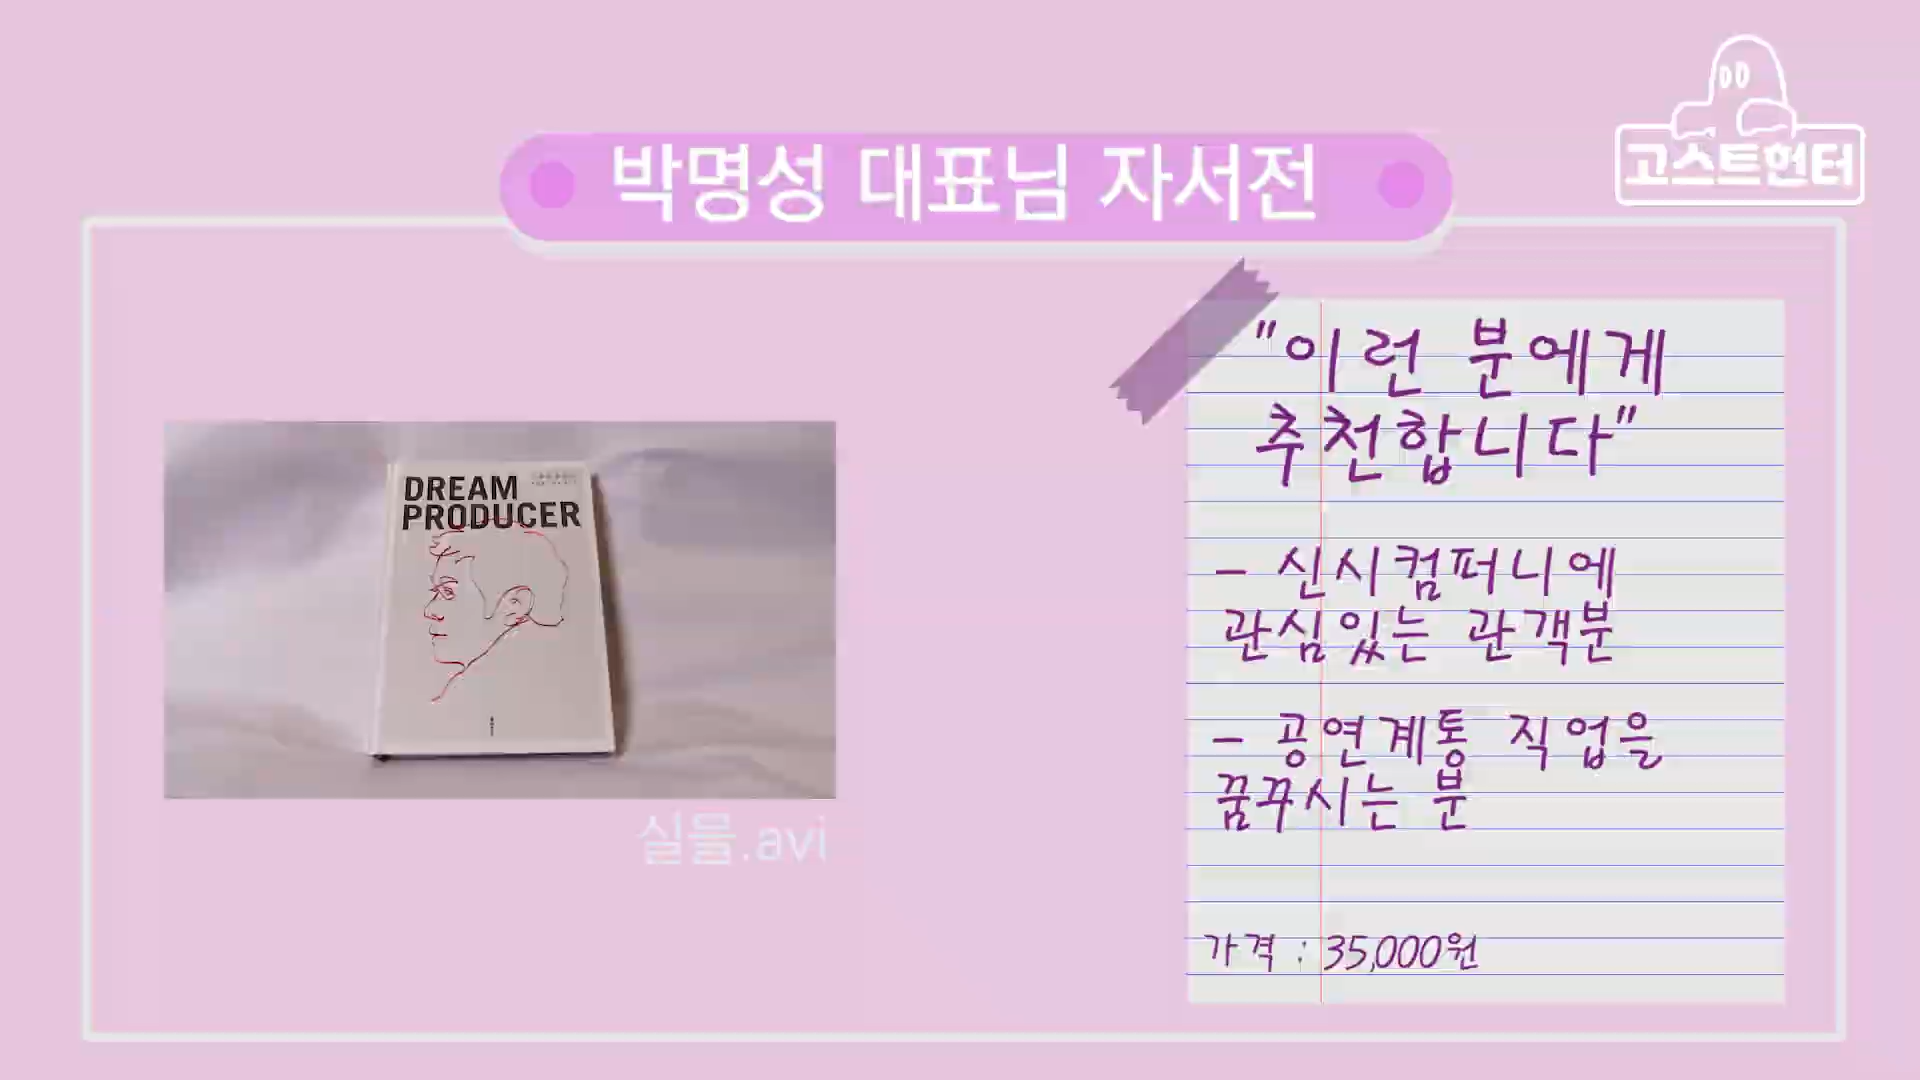 고스트헌터
박명성 대표님 자서전
DREAM
PRODUCER
실물.avi
"이런 분에게
추천합니다"
- 신시컴퍼니에
관심있는 관객분
- 공연계통 직업을
꿈꾸시는 분
가격 : 35,000원